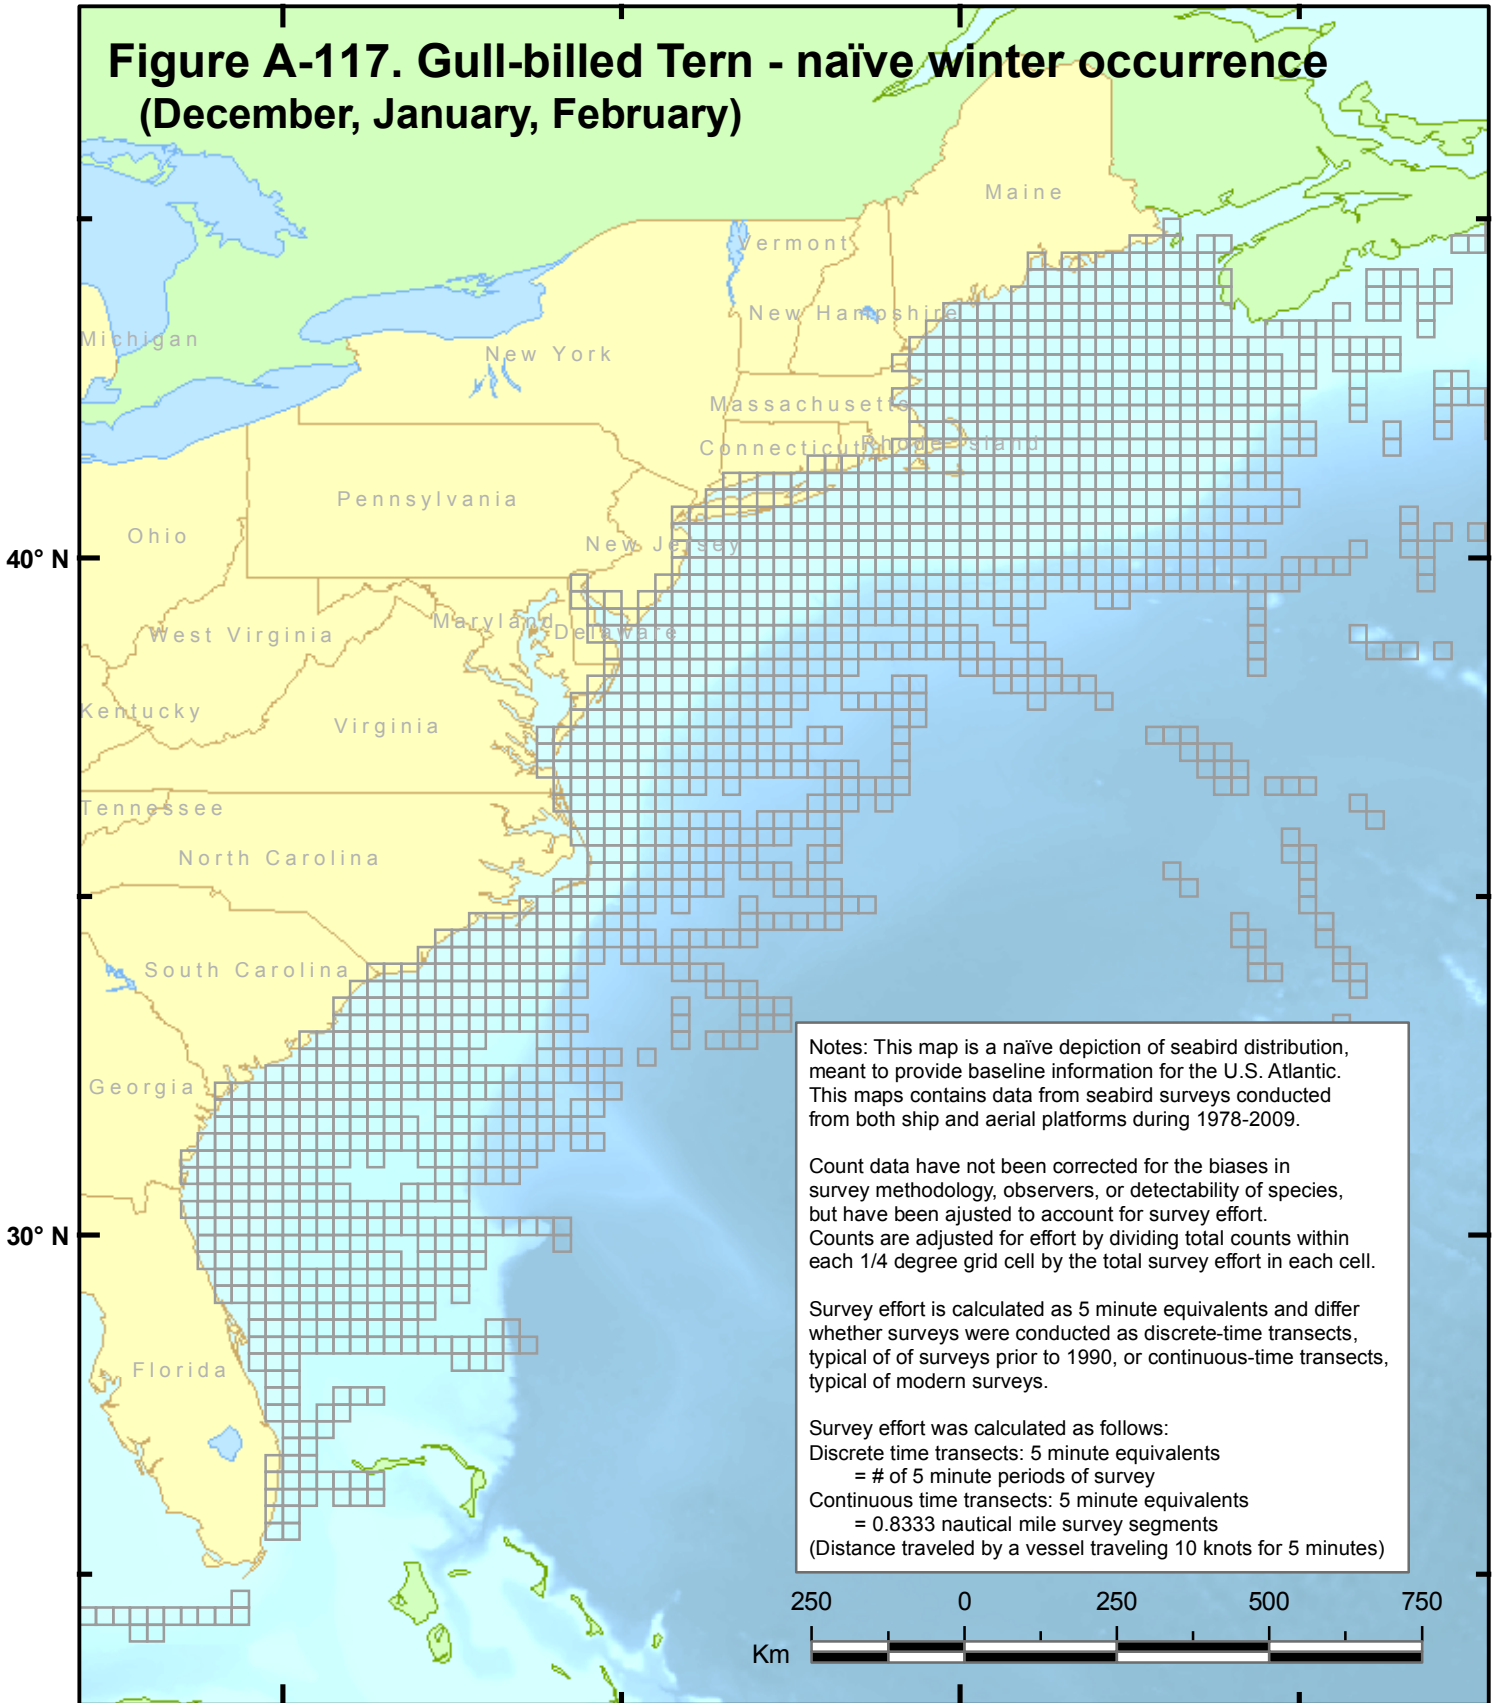 Figure A-117. Gull-billed Tern - naïve winter occurrence
(December, January, February)
Maine
Vermont
New Hampshire
Michigan
New York
Massachusetts
Connecticut
Rhode Island
Pennsylvania
Ohio
New Jersey
40° N
Maryland
Delaware
West Virginia
Kentucky
Virginia
Tennessee
North Carolina
South Carolina
Georgia
30° N
Florida
Notes: This map is a naïve depiction of seabird distribution,
meant to provide baseline information for the U.S. Atlantic.
This maps contains data from seabird surveys conducted
from both ship and aerial platforms during 1978-2009.
Count data have not been corrected for the biases in
survey methodology, observers, or detectability of species,
but have been ajusted to account for survey effort.
Counts are adjusted for effort by dividing total counts within
each 1/4 degree grid cell by the total survey effort in each cell.
Survey effort is calculated as 5 minute equivalents and differ
whether surveys were conducted as discrete-time transects,
typical of of surveys prior to 1990, or continuous-time transects,
typical of modern surveys.
Survey effort was calculated as follows:
Discrete time transects: 5 minute equivalents
= # of 5 minute periods of survey
Continuous time transects: 5 minute equivalents
= 0.8333 nautical mile survey segments
(Distance traveled by a vessel traveling 10 knots for 5 minutes)
250 0 250 500 750
Km